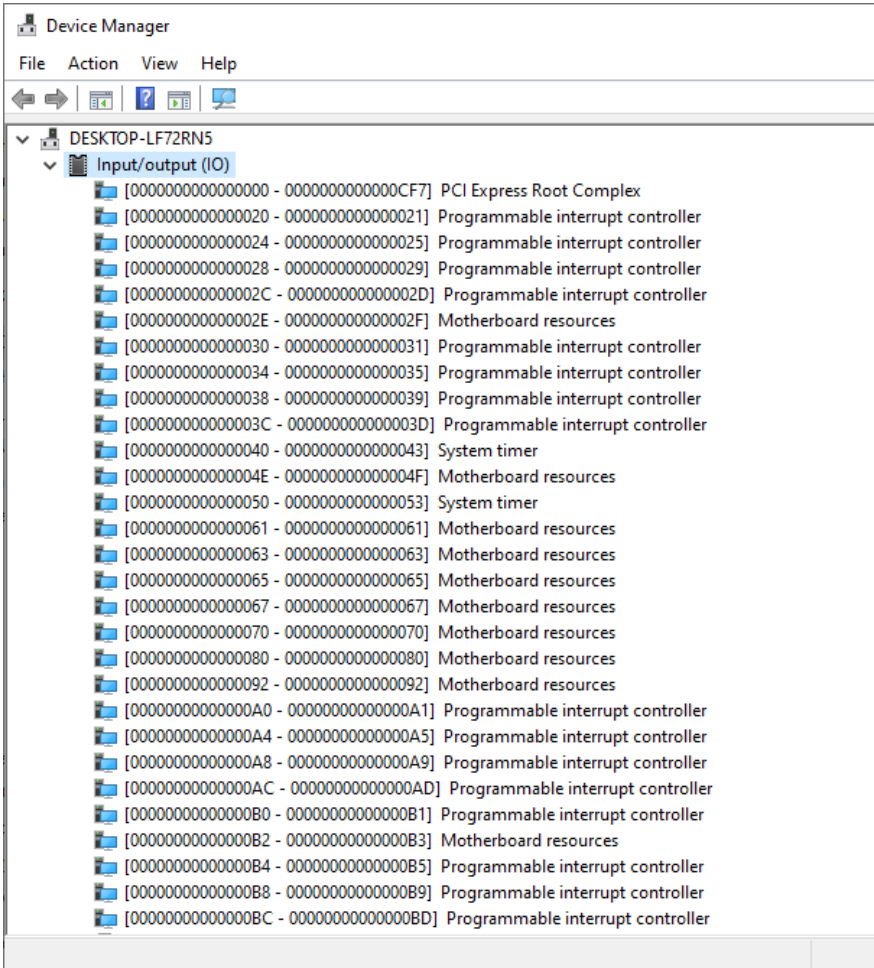 Device Manager
File Action View Help
DESKTOP-LF72RN5
Input/output (IO)
[0000000000000000 - 0000000000000CF7] PCI Express Root Complex
[0000000000000020 - 0000000000000021] Programmable interrupt controller
[0000000000000024 - 0000000000000025] Programmable interrupt controller
[0000000000000028 - 0000000000000029] Programmable interrupt controller
[000000000000002C - 000000000000002D] Programmable interrupt controller
[000000000000002E - 000000000000002F] Motherboard resources
[0000000000000030 - 0000000000000031] Programmable interrupt controller
[0000000000000034 - 0000000000000035] Programmable interrupt controller
[0000000000000038 - 0000000000000039] Programmable interrupt controller
[000000000000003C - 000000000000003D] Programmable interrupt controller
[0000000000000040 - 0000000000000043] System timer
[000000000000004E - 000000000000004F] Motherboard resources
[0000000000000050 - 0000000000000053] System timer
[0000000000000061 - 0000000000000061] Motherboard resources
[0000000000000063 - 0000000000000063] Motherboard resources
[0000000000000065 - 0000000000000065] Motherboard resources
[0000000000000067 - 0000000000000067] Motherboard resources
[0000000000000070 - 0000000000000070] Motherboard resources
[0000000000000080 - 0000000000000080] Motherboard resources
[0000000000000092 - 0000000000000092] Motherboard resources
[00000000000000A0 - 00000000000000A1] Programmable interrupt controller
[00000000000000A4 - 00000000000000A5] Programmable interrupt controller
[00000000000000A8 - 00000000000000A9] Programmable interrupt controller
[00000000000000AC - 00000000000000AD] Programmable interrupt controller
[00000000000000B0 - 00000000000000B1] Programmable interrupt controller
[00000000000000B2 - 00000000000000B3] Motherboard resources
[00000000000000B4 - 00000000000000B5] Programmable interrupt controller
[00000000000000B8 - 00000000000000B9] Programmable interrupt controller
[00000000000000BC - 00000000000000BD] Programmable interrupt controller